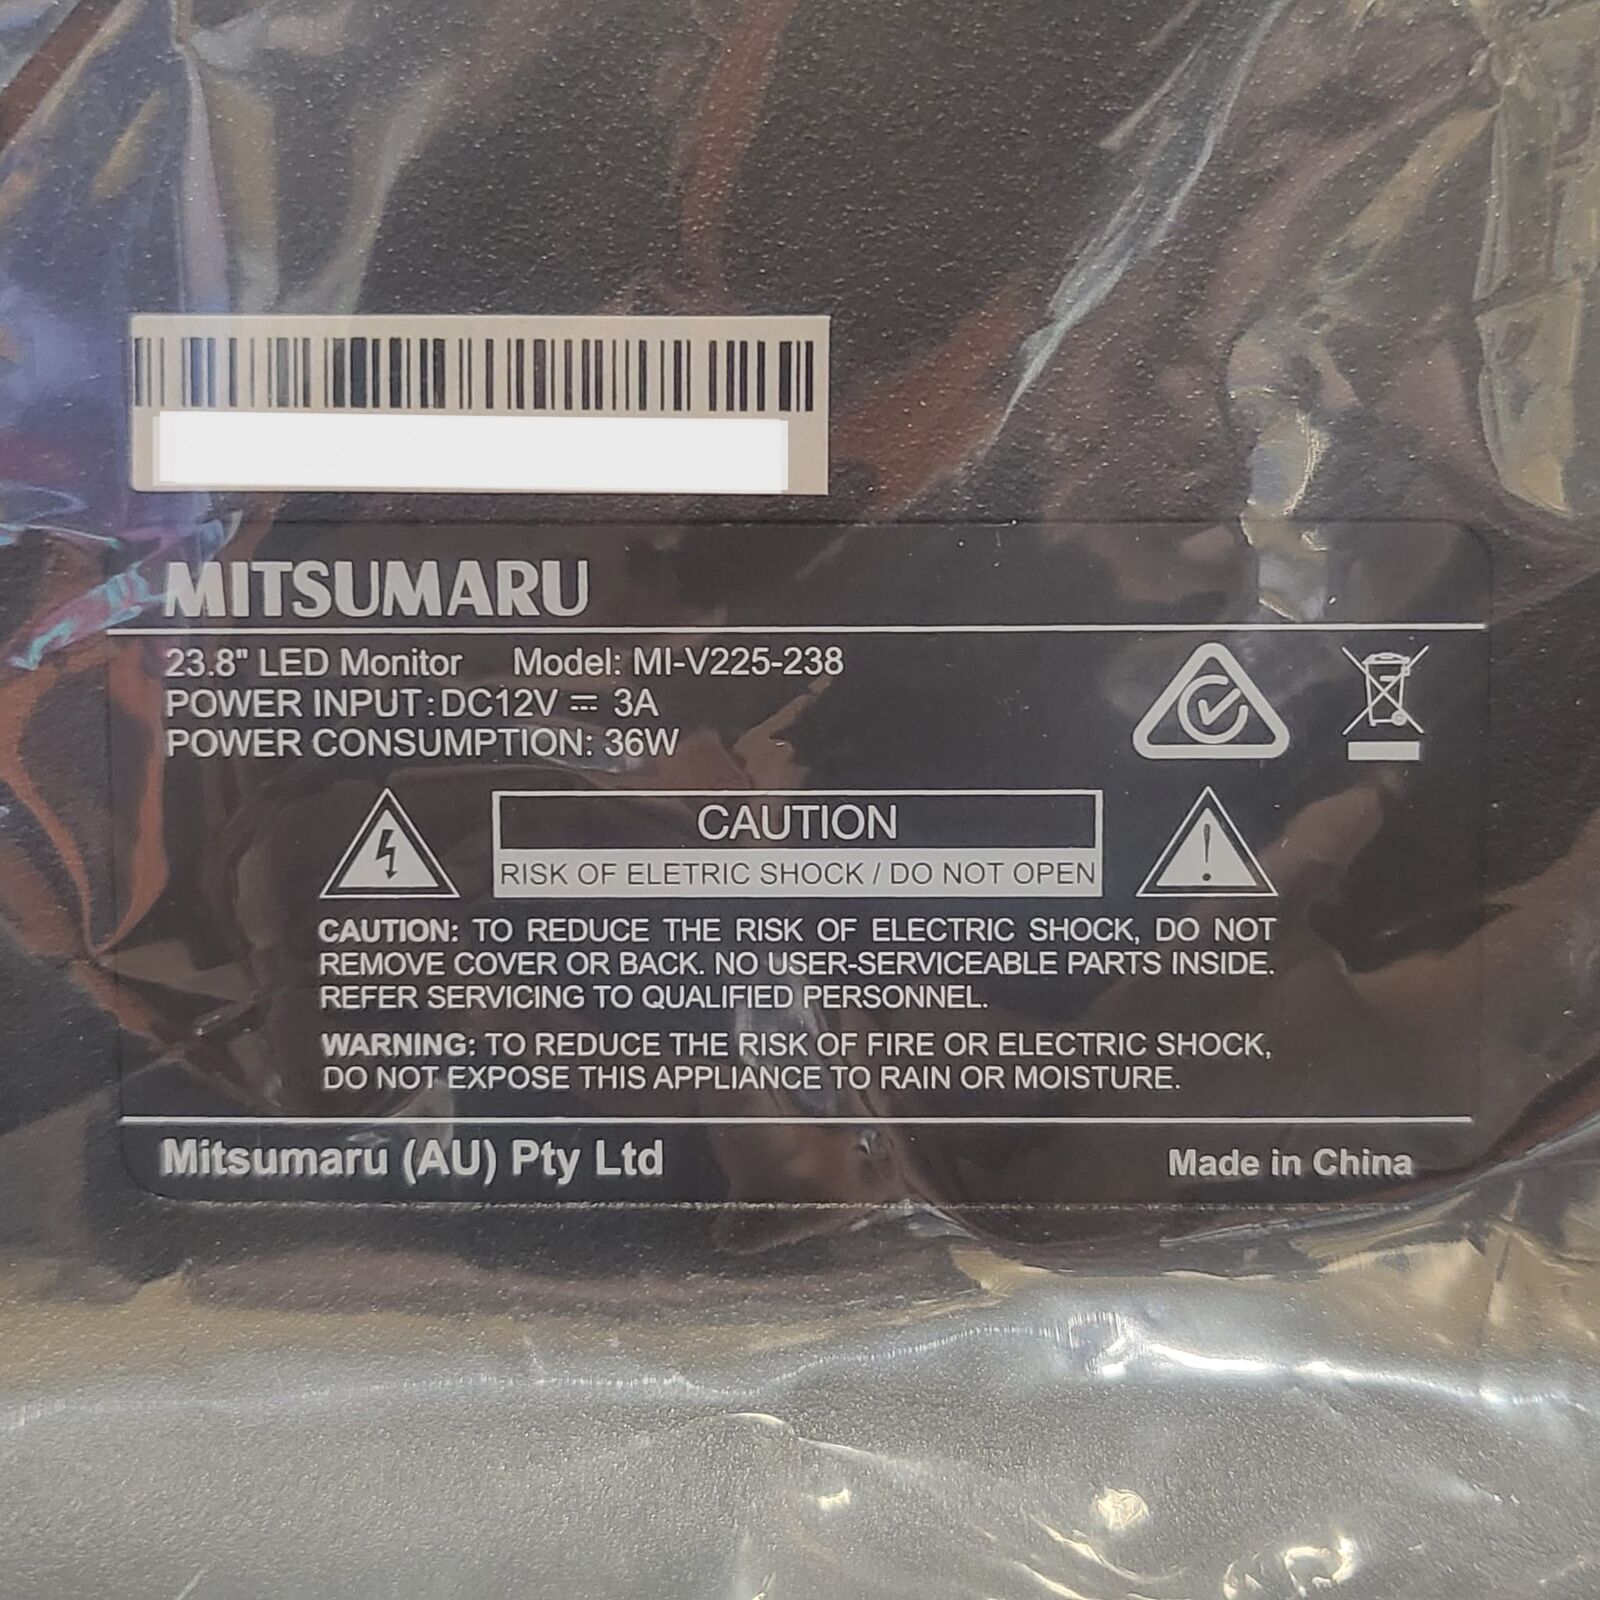 MITSUMARU
23.8" LED Monitor Model: MI-V225-238
POWER INPUT:DC12V ⎓ 3A
POWER CONSUMPTION: 36W
CAUTION
RISK OF ELETRIC SHOCK / DO NOT OPEN
CAUTION: TO REDUCE THE RISK OF ELECTRIC SHOCK, DO NOT
REMOVE COVER OR BACK. NO USER-SERVICEABLE PARTS INSIDE.
REFER SERVICING TO QUALIFIED PERSONNEL.
WARNING: TO REDUCE THE RISK OF FIRE OR ELECTRIC SHOCK,
DO NOT EXPOSE THIS APPLIANCE TO RAIN OR MOISTURE.
Mitsumaru (AU) Pty Ltd Made in China